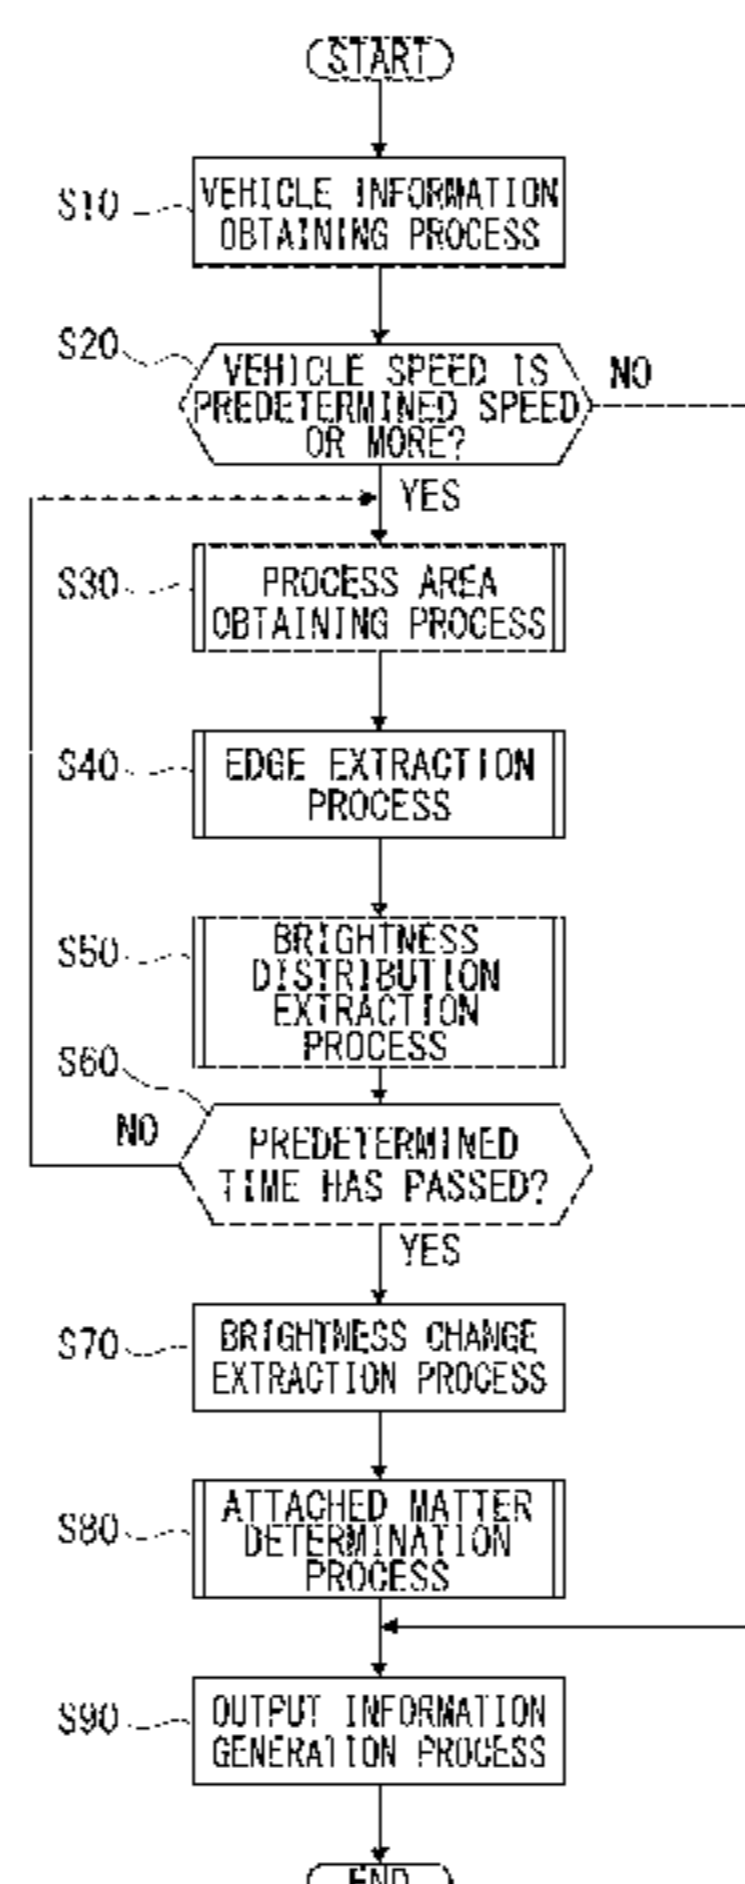 START
S10
VEHICLE INFORMATION
OBTAINING PROCESS
S20
VEHICLE SPEED IS
PREDETERMINED SPEED
OR MORE?
NO
YES
S30
PROCESS AREA
OBTAINING PROCESS
S40
EDGE EXTRACTION
PROCESS
S50
BRIGHTNESS
DISTRIBUTION
EXTRACTION
PROCESS
S60
NO
PREDETERMINED
TIME HAS PASSED?
YES
S70
BRIGHTNESS CHANGE
EXTRACTION PROCESS
S80
ATTACHED MATTER
DETERMINATION
PROCESS
S90
OUTPUT INFORMATION
GENERATION PROCESS
END